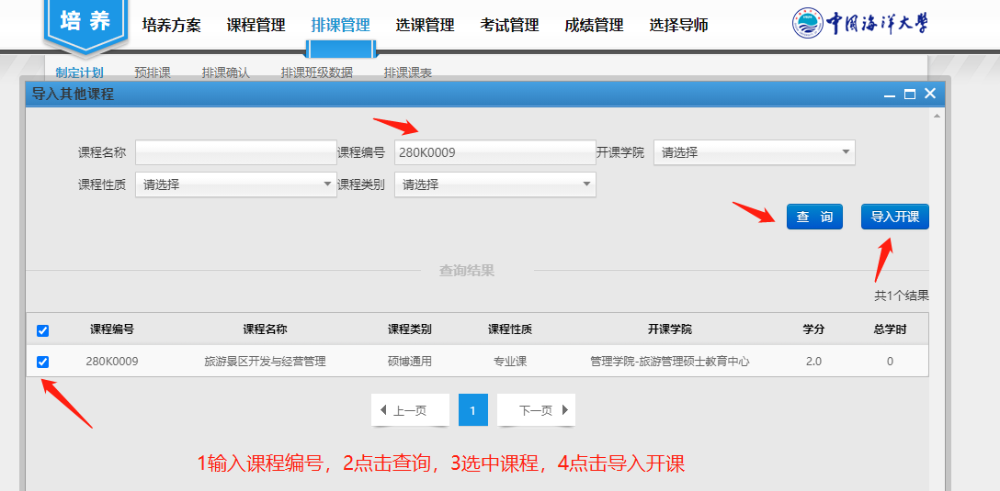 培养
培养方案 课程管理 排课管理 选课管理 考试管理 成绩管理 选择导师
中国海洋大学
制定计划 预排课 排课确认 排课班级数据 排课课表
导入其他课程
课程名称 课程编号 280K0009 开课学院 请选择
课程性质 请选择 课程类别 请选择
查 询 导入开课
查询结果
共1个结果
课程编号 课程名称 课程类别 课程性质 开课学院 学分 总学时
280K0009 旅游景区开发与经营管理 硕博通用 专业课 管理学院-旅游管理硕士教育中心 2.0 0
上一页 1 下一页
1输入课程编号，2点击查询，3选中课程，4点击导入开课